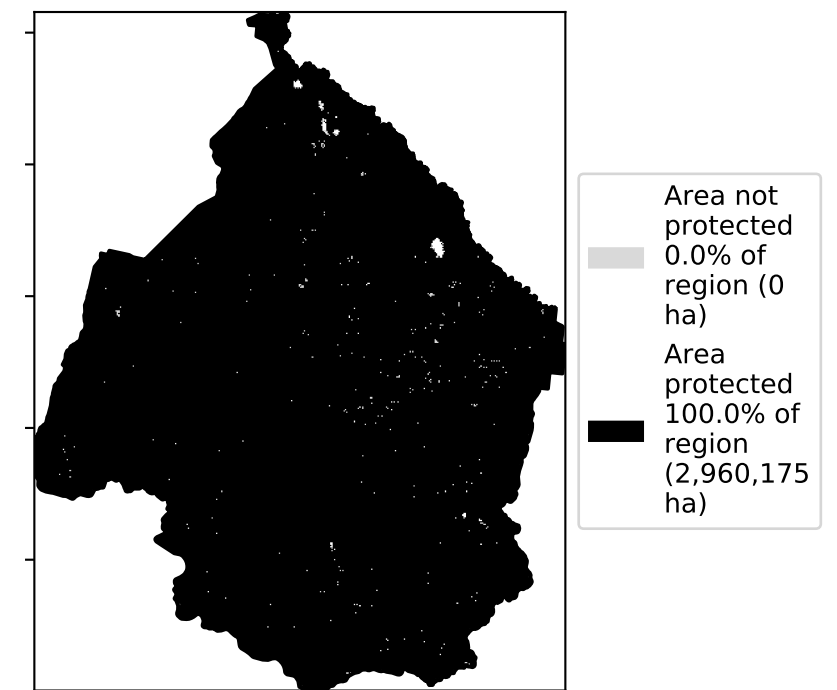 Area not
protected
0.0% of
region (0
ha)
Area
protected
100.0% of
region
(2,960,175
ha)